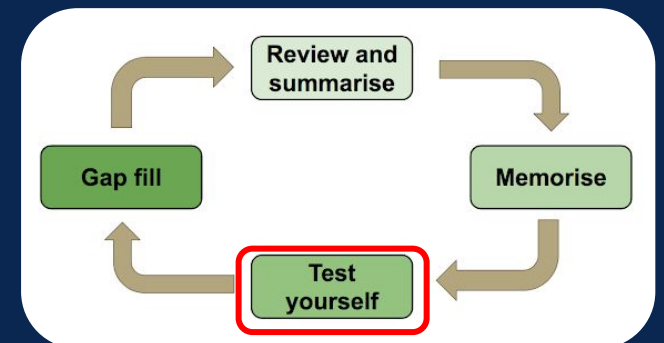 Review and
summarise
Gap fill
Memorise
Test
yourself